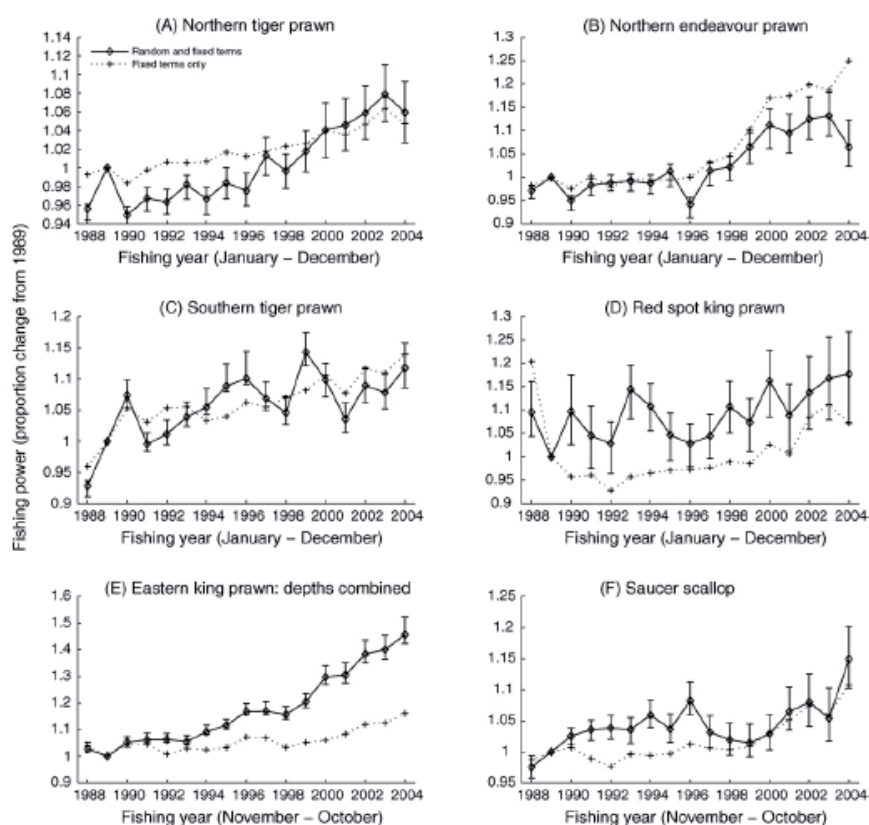 Fishing power (proportion change from 1989)
(A) Northern tiger prawn
Random and fixed terms
Fixed terms only
1.14
1.12
1.1
1.08
1.06
1.04
1.02
1
0.98
0.96
0.94
1988 1990 1992 1994 1996 1998 2000 2002 2004
Fishing year (January – December)
(B) Northern endeavour prawn
1.3
1.25
1.2
1.15
1.1
1.05
1
0.95
0.9
1988 1990 1992 1994 1996 1998 2000 2002 2004
Fishing year (January – December)
(C) Southern tiger prawn
1.2
1.15
1.1
1.05
1
0.95
0.9
1988 1990 1992 1994 1996 1998 2000 2002 2004
Fishing year (January – December)
(D) Red spot king prawn
1.3
1.25
1.2
1.15
1.1
1.05
1
0.95
0.9
1988 1990 1992 1994 1996 1998 2000 2002 2004
Fishing year (January – December)
(E) Eastern king prawn: depths combined
1.6
1.5
1.4
1.3
1.2
1.1
1
0.9
1988 1990 1992 1994 1996 1998 2000 2002 2004
Fishing year (November – October)
(F) Saucer scallop
1.25
1.2
1.15
1.1
1.05
1
0.95
1988 1990 1992 1994 1996 1998 2000 2002 2004
Fishing year (November – October)